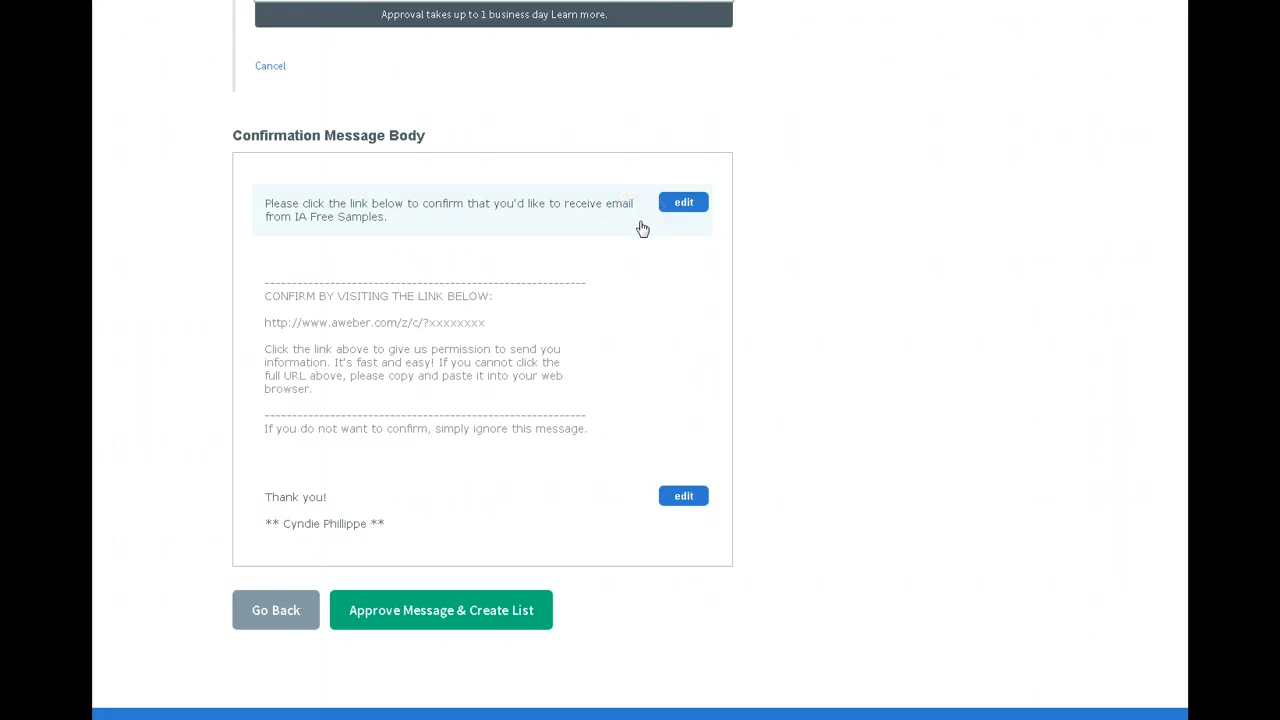 Approval takes up to 1 business day Learn more.
Cancel
Confirmation Message Body
Please click the link below to confirm that you'd like to receive email
from IA Free Samples.
edit
-----------------------------------------------------------
CONFIRM BY VISITING THE LINK BELOW:
http://www.aweber.com/z/c/?xxxxxxxx
Click the link above to give us permission to send you
information. It's fast and easy! If you cannot click the
full URL above, please copy and paste it into your web
browser.
-----------------------------------------------------------
If you do not want to confirm, simply ignore this message.
Thank you!
edit
** Cyndie Phillippe **
Go Back
Approve Message & Create List